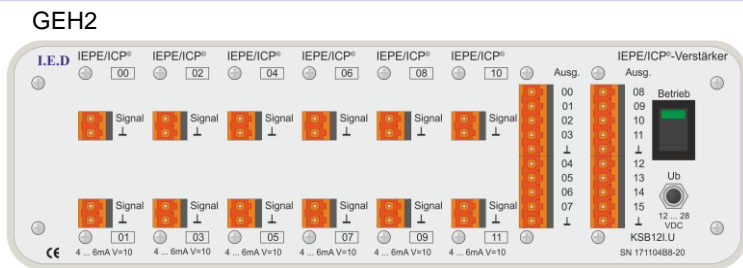 GEH2
I.E.D IEPE/ICP® IEPE/ICP® IEPE/ICP® IEPE/ICP® IEPE/ICP® IEPE/ICP® IEPE/ICP®-Verstärker
00 02 04 06 08 10 Ausg. Ausg.
Betrieb
00 08
01 09
02 10
03 11
⊥ ⊥
04 12
05 13
06 14
07 15
⊥ ⊥
Signal Signal Signal Signal Signal Signal
⊥ ⊥ ⊥ ⊥ ⊥ ⊥
Ub
12 ... 28
VDC
Signal Signal Signal Signal Signal Signal
⊥ ⊥ ⊥ ⊥ ⊥ ⊥
01 03 05 07 09 11 KSB12I.U
CE 4 ... 6mA V=10 4 ... 6mA V=10 4 ... 6mA V=10 4 ... 6mA V=10 4 ... 6mA V=10 4 ... 6mA V=10 SN 171104B8-20